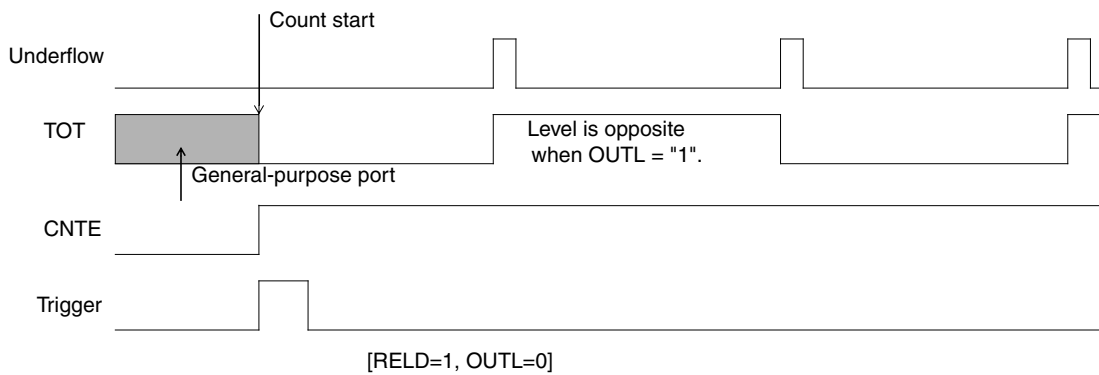 Count start
Underflow
TOT
Level is opposite
when OUTL = "1".
General-purpose port
CNTE
Trigger
[RELD=1, OUTL=0]